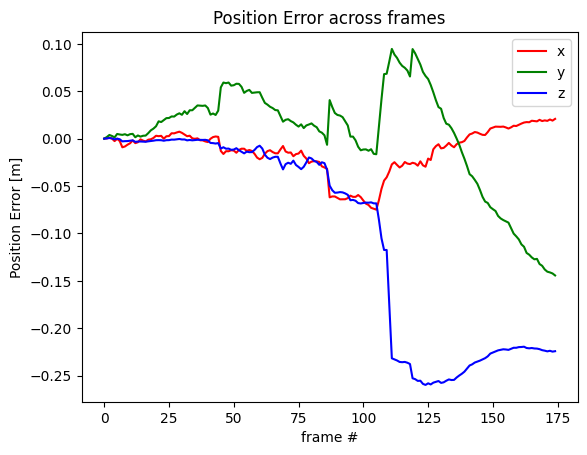 Position Error across frames
Position Error [m]
0.10
0.05
0.00
−0.05
−0.10
−0.15
−0.20
−0.25
x
y
z
0 25 50 75 100 125 150 175
frame #